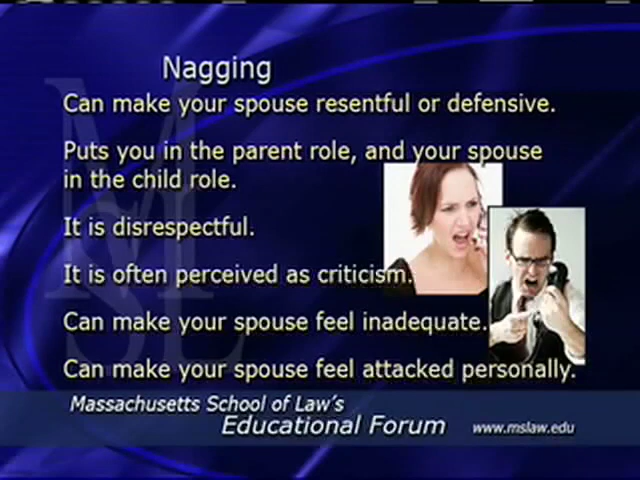 Nagging
Can make your spouse resentful or defensive.
Puts you in the parent role, and your spouse
in the child role.
It is disrespectful.
It is often perceived as criticism.
Can make your spouse feel inadequate.
Can make your spouse feel attacked personally.
Massachusetts School of Law's
Educational Forum
www.mslaw.edu